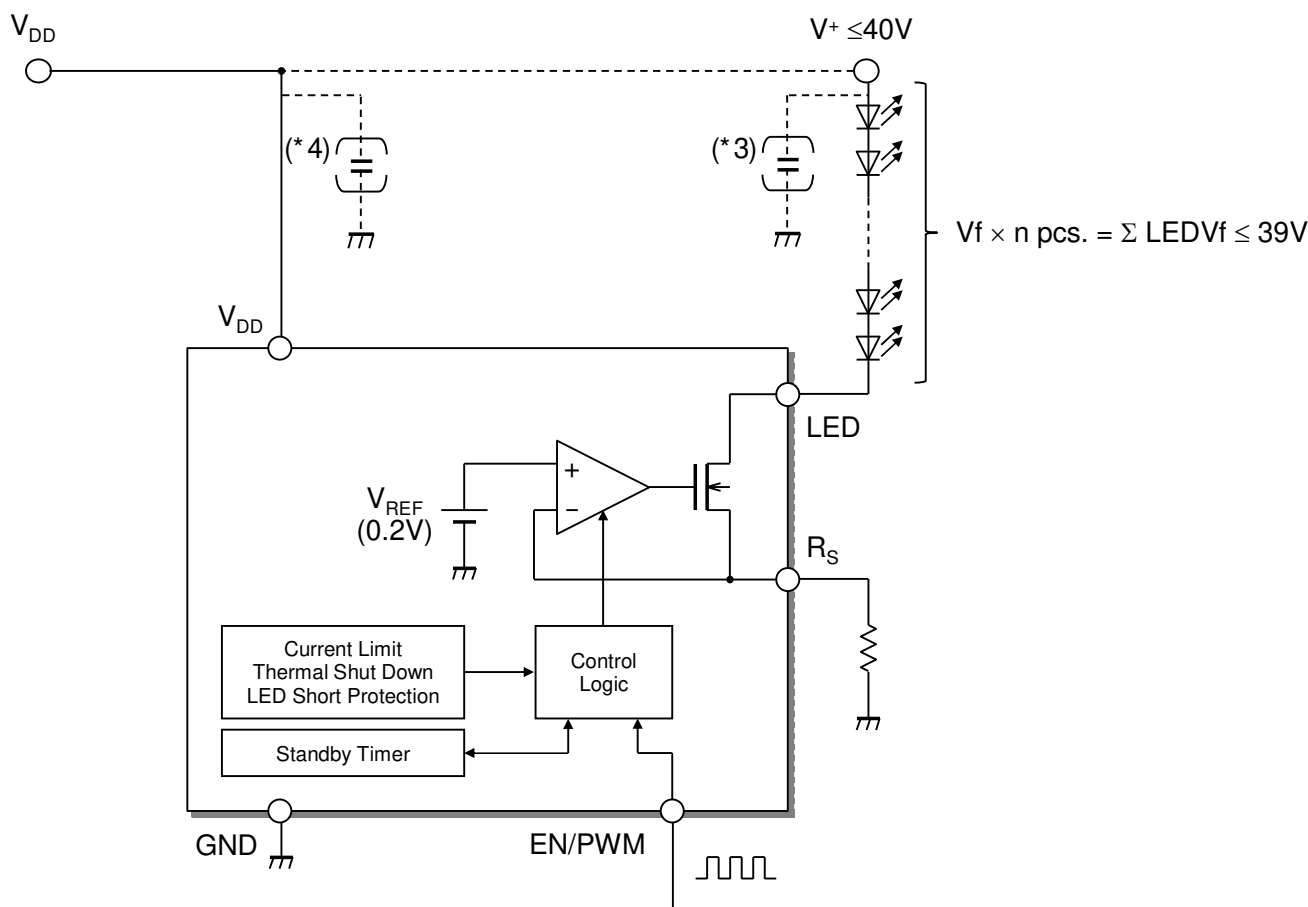 VDD
V+ ≤40V
(*4)
(*3)
Vf × n pcs. = Σ LEDVf ≤ 39V
VDD
LED
+
−
VREF
(0.2V)
RS
Current Limit
Thermal Shut Down
LED Short Protection
Control
Logic
Standby Timer
GND
EN/PWM